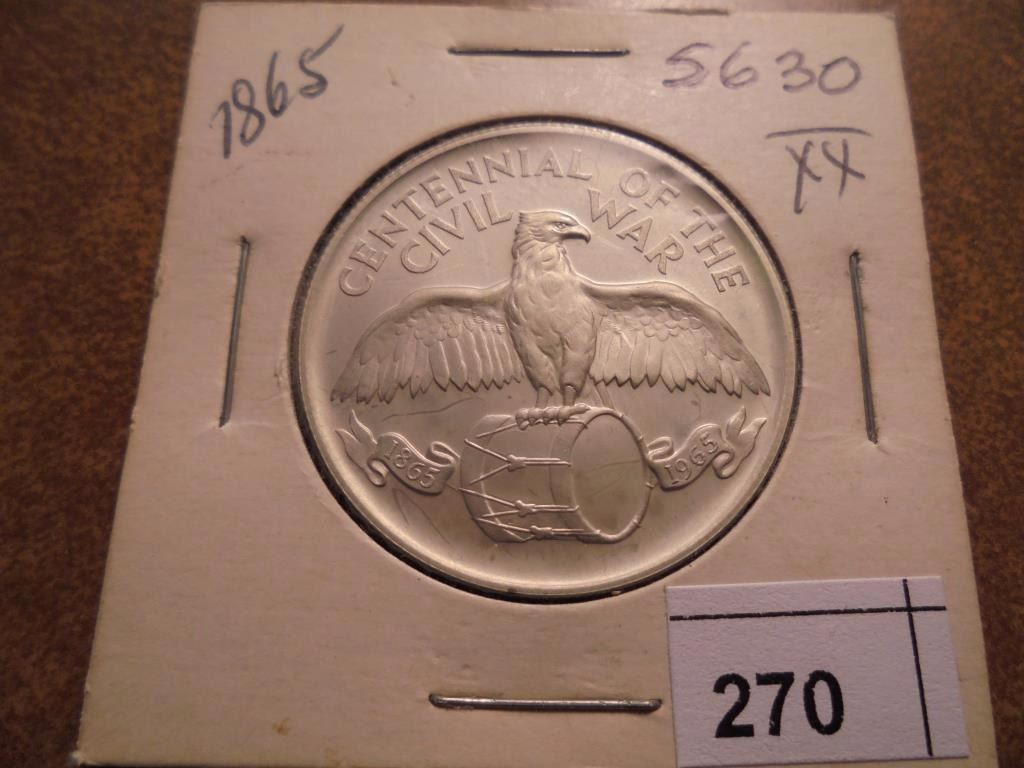 1865
5630
XX
CENTENNIAL OF THE
CIVIL WAR
1865
1965
270